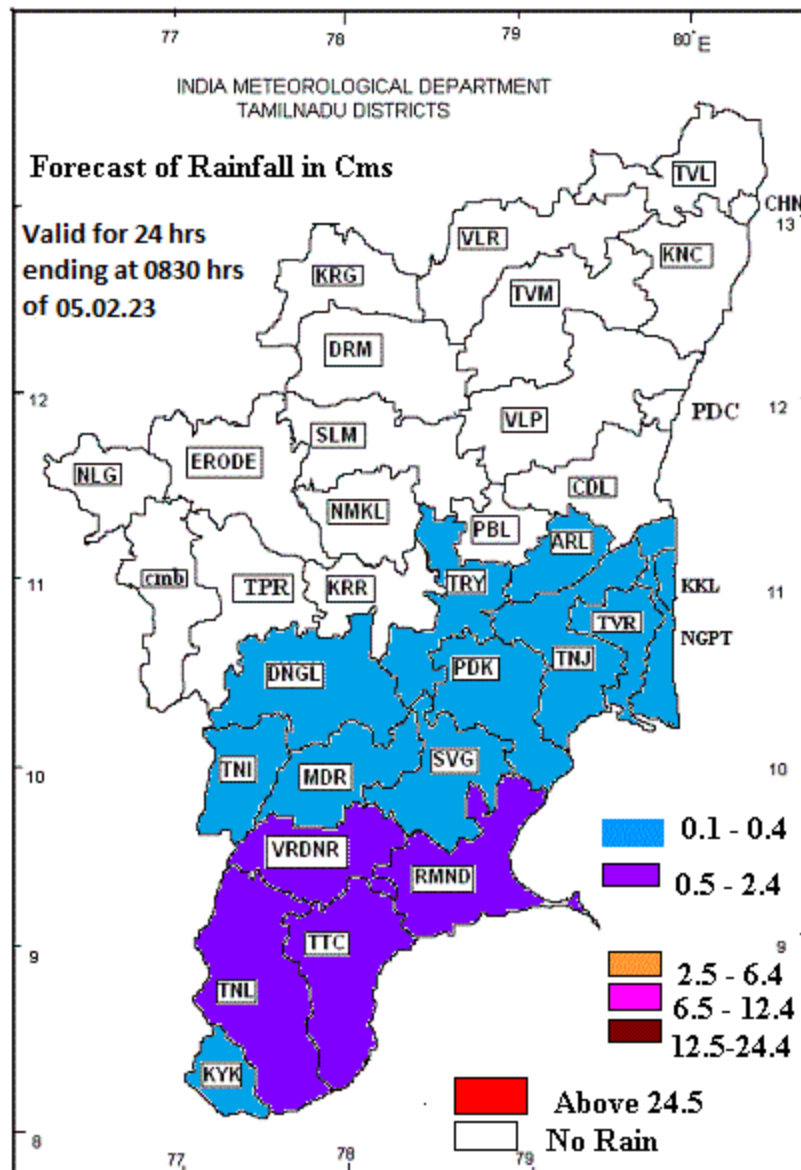 77 78 79 80°E
INDIA METEOROLOGICAL DEPARTMENT
TAMILNADU DISTRICTS
Forecast of Rainfall in Cms
TVL
CHN
13
Valid for 24 hrs
ending at 0830 hrs
of 05.02.23
VLR
KNC
KRG
TVM
DRM
12
12
PDC
VLP
SLM
ERODE
NLG
CDL
NMKL
PBL
ARL
11
11
cmb
TPR
KRR
TRY
KKL
TVR
NGPT
DNGL
PDK
TNJ
10
10
TNI
MDR
SVG
0.1 - 0.4
VRDNR
RMND
0.5 - 2.4
9
9
TTC
2.5 - 6.4
TNL
6.5 - 12.4
12.5-24.4
KYK
Above 24.5
No Rain
8
77 78 79